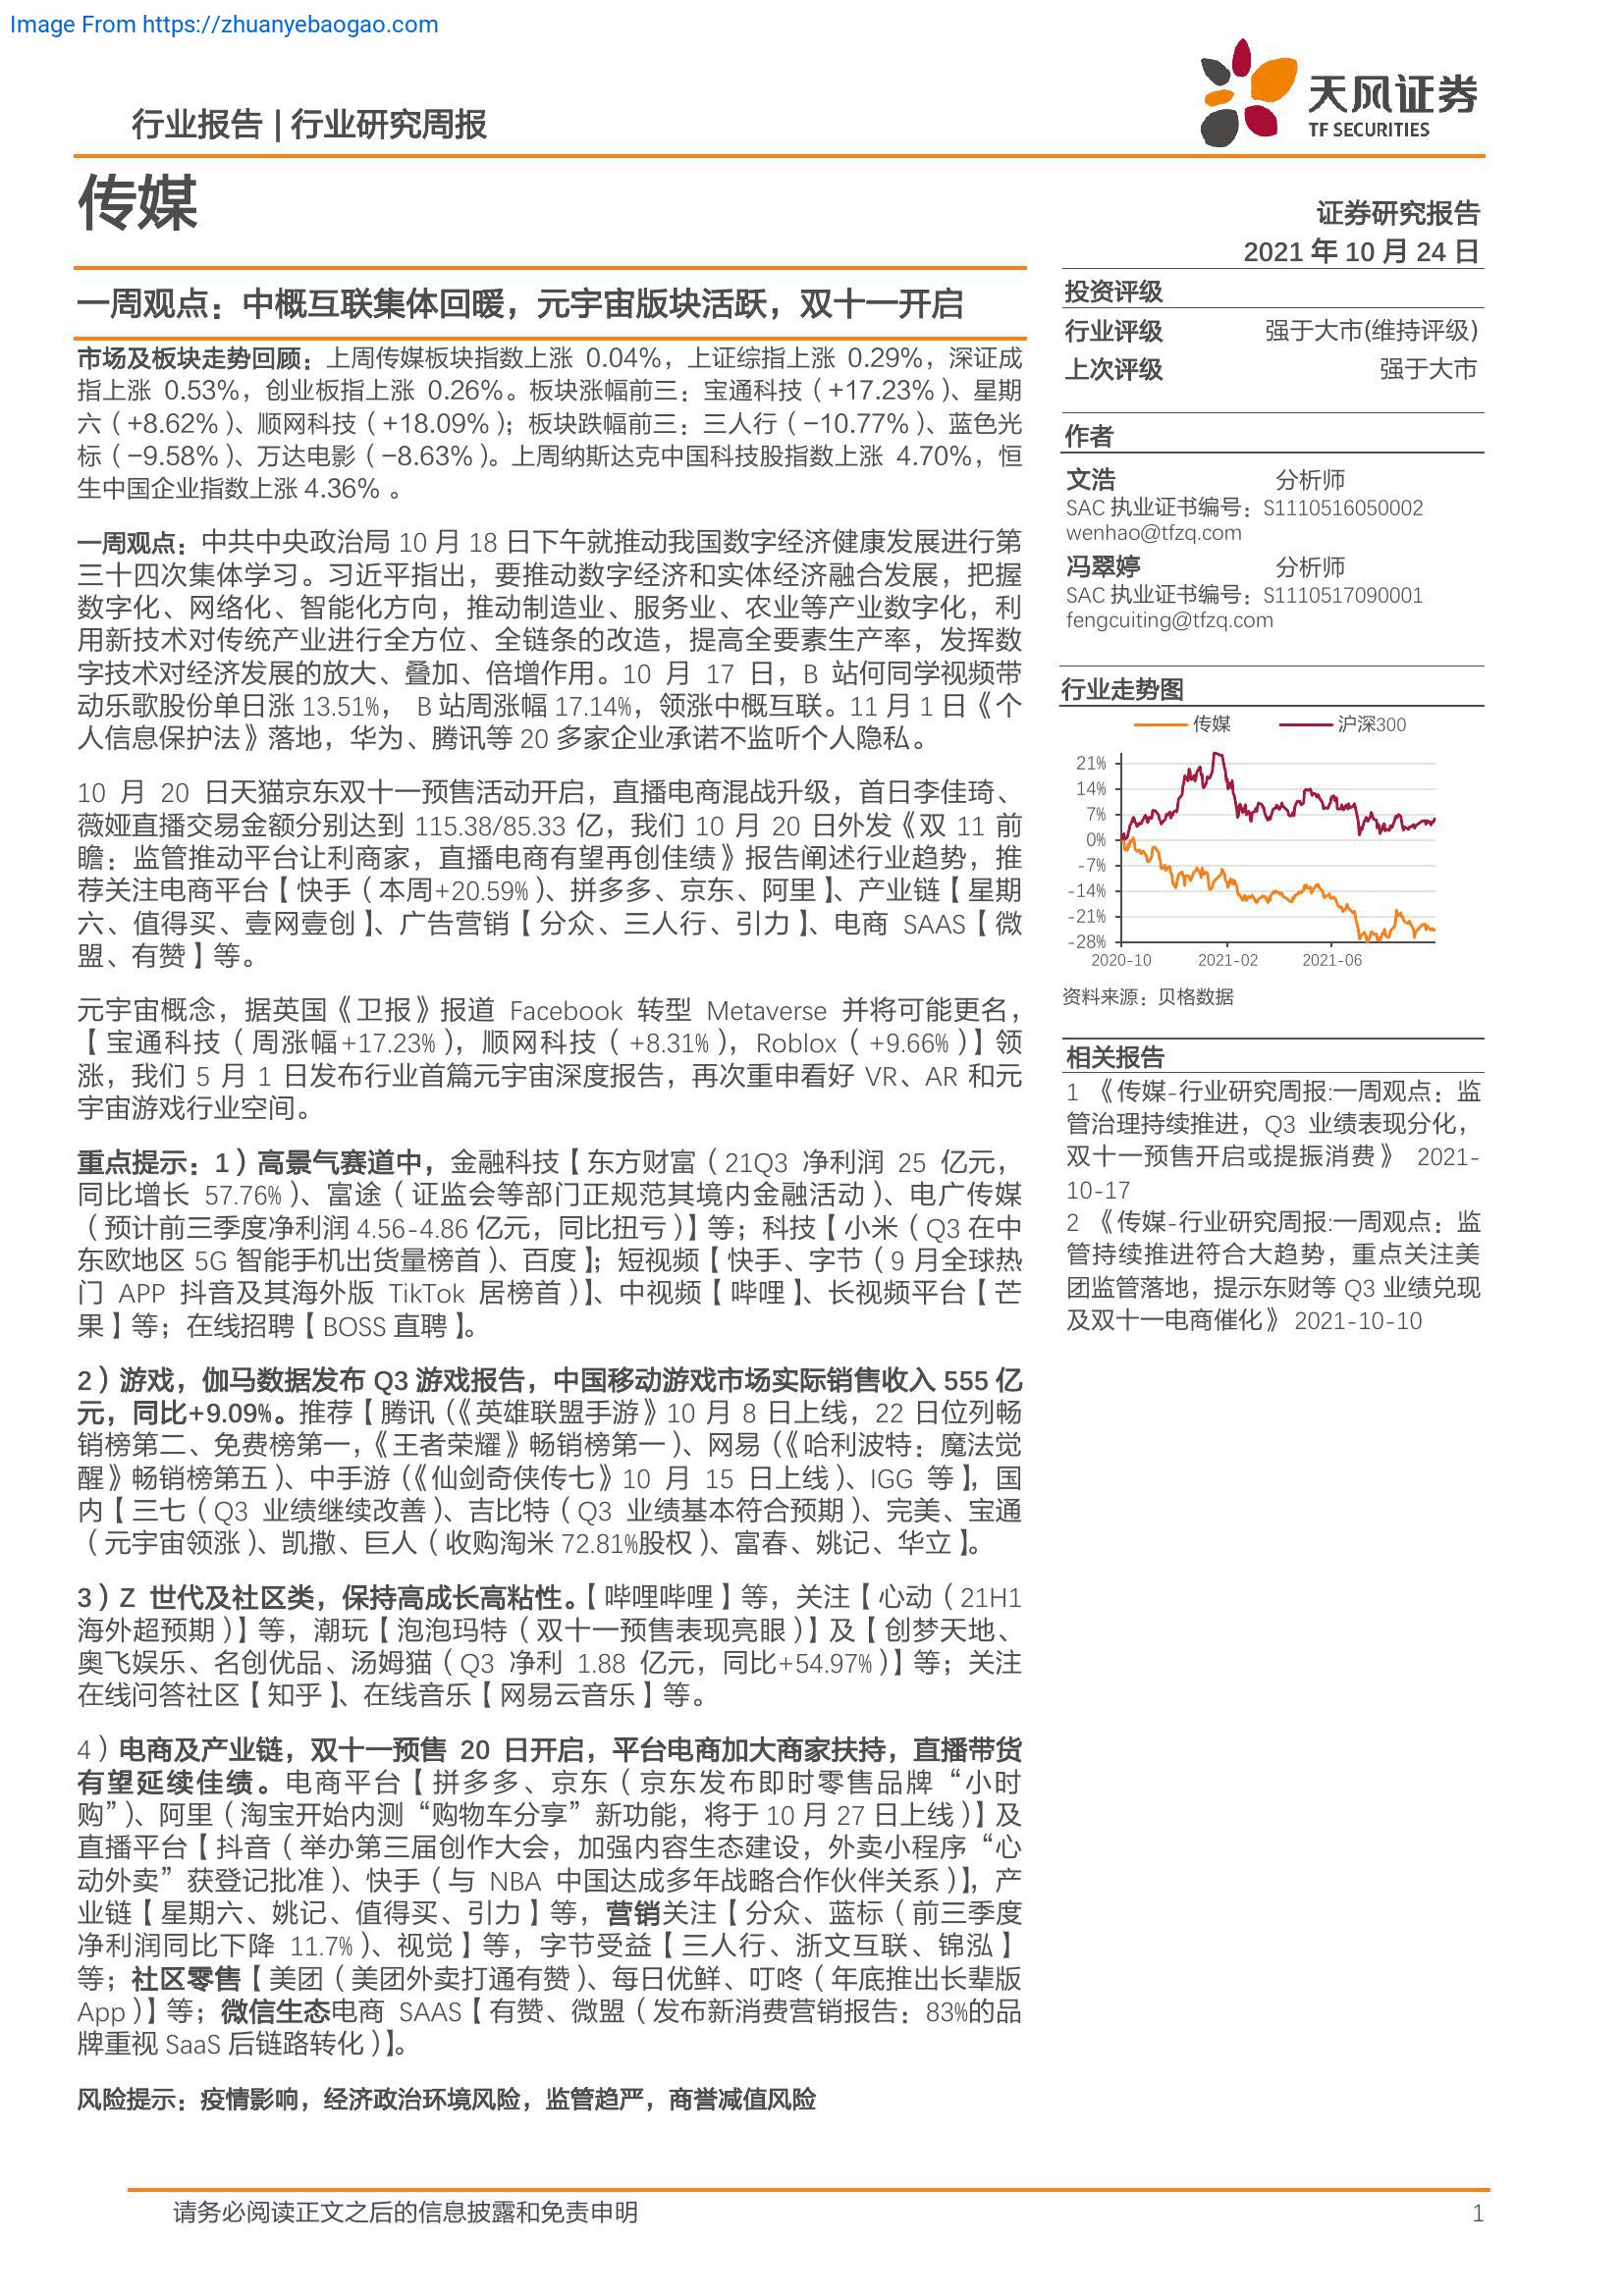 Image From https://zhuanyebaogao.com
行业报告 | 行业研究周报
天风证券
TF SECURITIES
传媒
证券研究报告
2021 年 10 月 24 日
一周观点：中概互联集体回暖，元宇宙版块活跃，双十一开启
市场及板块走势回顾：上周传媒板块指数上涨 0.04%，上证综指上涨 0.29%，深证成
指上涨 0.53%，创业板指上涨 0.26%。板块涨幅前三：宝通科技（+17.23%）、星期
六（+8.62%）、顺网科技（+18.09%）；板块跌幅前三：三人行（-10.77%）、蓝色光
标（-9.58%）、万达电影（-8.63%）。上周纳斯达克中国科技股指数上涨 4.70%，恒
生中国企业指数上涨 4.36% 。
一周观点：中共中央政治局 10 月 18 日下午就推动我国数字经济健康发展进行第
三十四次集体学习。习近平指出，要推动数字经济和实体经济融合发展，把握
数字化、网络化、智能化方向，推动制造业、服务业、农业等产业数字化，利
用新技术对传统产业进行全方位、全链条的改造，提高全要素生产率，发挥数
字技术对经济发展的放大、叠加、倍增作用。10 月 17 日，B 站何同学视频带
动乐歌股份单日涨 13.51%， B 站周涨幅 17.14%，领涨中概互联。11 月 1 日《个
人信息保护法》落地，华为、腾讯等 20 多家企业承诺不监听个人隐私。
10 月 20 日天猫京东双十一预售活动开启，直播电商混战升级，首日李佳琦、
薇娅直播交易金额分别达到 115.38/85.33 亿，我们 10 月 20 日外发《双 11 前
瞻：监管推动平台让利商家，直播电商有望再创佳绩》报告阐述行业趋势，推
荐关注电商平台【快手（本周+20.59%）、拼多多、京东、阿里】、产业链【星期
六、值得买、壹网壹创】、广告营销【分众、三人行、引力】、电商 SAAS【微
盟、有赞】等。
元宇宙概念，据英国《卫报》报道 Facebook 转型 Metaverse 并将可能更名，
【宝通科技（周涨幅+17.23%），顺网科技（+8.31%），Roblox（+9.66%）】领
涨，我们 5 月 1 日发布行业首篇元宇宙深度报告，再次重申看好 VR、AR 和元
宇宙游戏行业空间。
重点提示：1）高景气赛道中，金融科技【东方财富（21Q3 净利润 25 亿元，
同比增长 57.76%）、富途（证监会等部门正规范其境内金融活动）、电广传媒
（预计前三季度净利润 4.56-4.86 亿元，同比扭亏）】等；科技【小米（Q3 在中
东欧地区 5G 智能手机出货量榜首）、百度】；短视频【快手、字节（9 月全球热
门 APP 抖音及其海外版 TikTok 居榜首）】、中视频【哔哩】、长视频平台【芒
果】等；在线招聘【BOSS 直聘】。
2）游戏，伽马数据发布 Q3 游戏报告，中国移动游戏市场实际销售收入 555 亿
元，同比+9.09%。推荐【腾讯（《英雄联盟手游》10 月 8 日上线，22 日位列畅
销榜第二、免费榜第一，《王者荣耀》畅销榜第一）、网易（《哈利波特：魔法觉
醒》畅销榜第五）、中手游（《仙剑奇侠传七》10 月 15 日上线）、IGG 等】，国
内【三七（Q3 业绩继续改善）、吉比特（Q3 业绩基本符合预期）、完美、宝通
（元宇宙领涨）、凯撒、巨人（收购淘米 72.81%股权）、富春、姚记、华立】。
3）Z 世代及社区类，保持高成长高粘性。【哔哩哔哩】等，关注【心动（21H1
海外超预期）】等，潮玩【泡泡玛特（双十一预售表现亮眼）】及【创梦天地、
奥飞娱乐、名创优品、汤姆猫（Q3 净利 1.88 亿元，同比+54.97%）】等；关注
在线问答社区【知乎】、在线音乐【网易云音乐】等。
4）电商及产业链，双十一预售 20 日开启，平台电商加大商家扶持，直播带货
有望延续佳绩。电商平台【拼多多、京东（京东发布即时零售品牌“小时
购”）、阿里（淘宝开始内测“购物车分享”新功能，将于 10 月 27 日上线）】及
直播平台【抖音（举办第三届创作大会，加强内容生态建设，外卖小程序“心
动外卖”获登记批准）、快手（与 NBA 中国达成多年战略合作伙伴关系）】，产
业链【星期六、姚记、值得买、引力】等，营销关注【分众、蓝标（前三季度
净利润同比下降 11.7%）、视觉】等，字节受益【三人行、浙文互联、锦泓】
等；社区零售【美团（美团外卖打通有赞）、每日优鲜、叮咚（年底推出长辈版
App）】等；微信生态电商 SAAS【有赞、微盟（发布新消费营销报告：83%的品
牌重视 SaaS 后链路转化）】。
风险提示：疫情影响，经济政治环境风险，监管趋严，商誉减值风险
投资评级
行业评级 强于大市(维持评级)
上次评级 强于大市
作者
文浩 分析师
SAC 执业证书编号：S1110516050002
wenhao@tfzq.com
冯翠婷 分析师
SAC 执业证书编号：S1110517090001
fengcuiting@tfzq.com
行业走势图
传媒 沪深300
21%
14%
7%
0%
-7%
-14%
-21%
-28%
2020-10 2021-02 2021-06
资料来源：贝格数据
相关报告
1 《传媒-行业研究周报:一周观点：监
管治理持续推进，Q3 业绩表现分化，
双十一预售开启或提振消费》 2021-
10-17
2 《传媒-行业研究周报:一周观点：监
管持续推进符合大趋势，重点关注美
团监管落地，提示东财等 Q3 业绩兑现
及双十一电商催化》 2021-10-10
请务必阅读正文之后的信息披露和免责申明 1